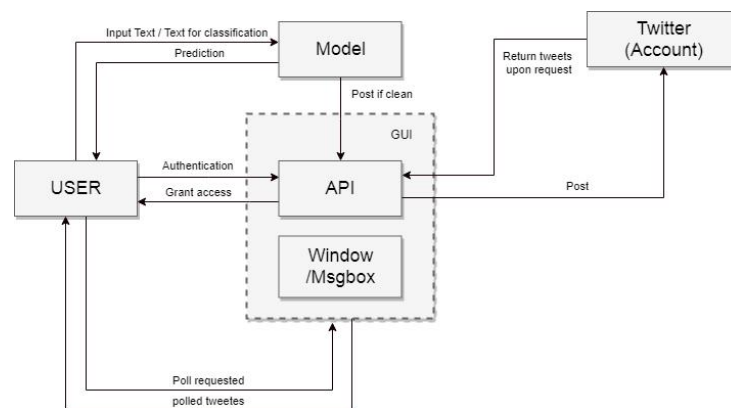 Input Text / Text for classification
Prediction
Model
Twitter
(Account)
Return tweets
upon request
Post if clean
GUI
USER
Authentication
Grant access
API
Post
Window
/Msgbox
Poll requested
polled tweetes